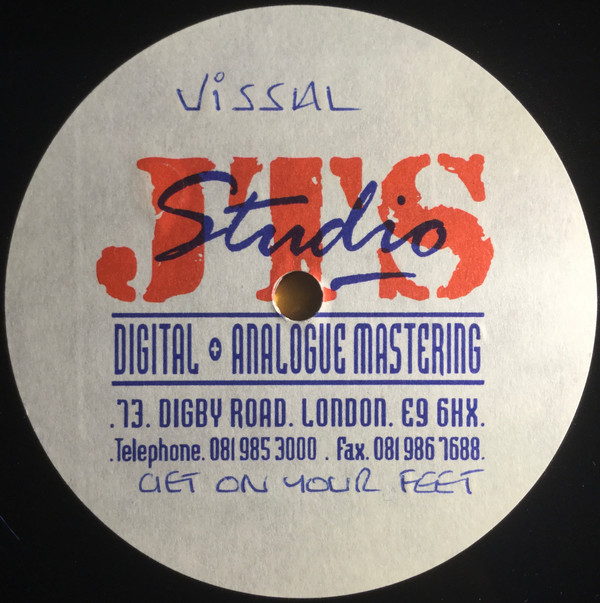 VISSAL
JTS
Studio
DIGITAL + ANALOGUE MASTERING
.73. DIGBY ROAD. LONDON. E9 6HX.
.Telephone. 081 985 3000 . Fax. 081 986 7688.
GET ON YOUR FEET